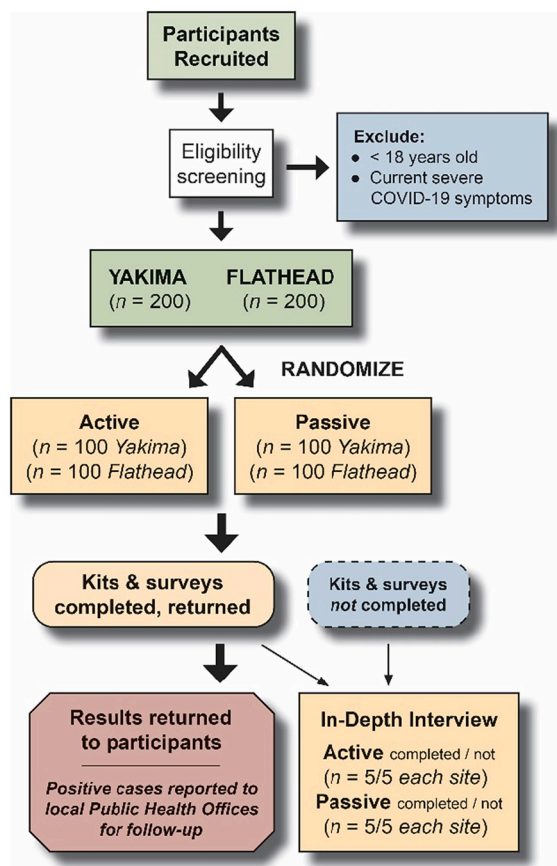 Participants
Recruited
Eligibility
screening
Exclude:
● < 18 years old
● Current severe
COVID-19 symptoms
YAKIMA
(n = 200)
FLATHEAD
(n = 200)
RANDOMIZE
Active
(n = 100 Yakima)
(n = 100 Flathead)
Passive
(n = 100 Yakima)
(n = 100 Flathead)
Kits & surveys
completed, returned
Kits & surveys
not completed
Results returned
to participants
Positive cases reported to
local Public Health Offices
for follow-up
In-Depth Interview
Active completed / not
(n = 5/5 each site)
Passive completed / not
(n = 5/5 each site)